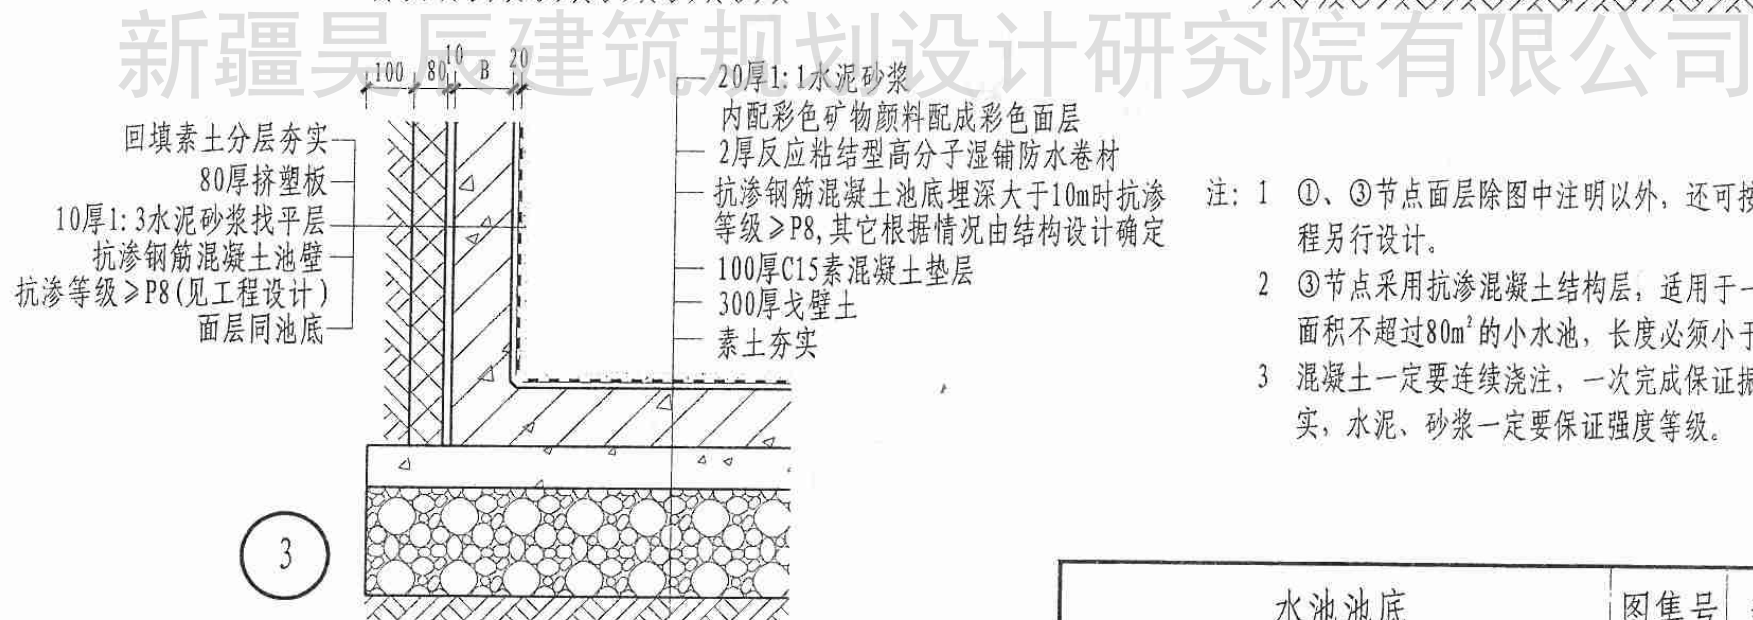 新疆昊辰建筑规划设计研究院有限公司
100 80 10 B 20
回填素土分层夯实
80厚挤塑板
10厚1:3水泥砂浆找平层
抗渗钢筋混凝土池壁
抗渗等级≥P8(见工程设计)
面层同池底
20厚1:1水泥砂浆
内配彩色矿物颜料配成彩色面层
2厚反应粘结型高分子湿铺防水卷材
抗渗钢筋混凝土池底埋深大于10m时抗渗
等级≥P8,其它根据情况由结构设计确定
100厚C15素混凝土垫层
300厚戈壁土
素土夯实
3
注: 1 ①、③节点面层除图中注明以外，还可按
程另行设计。
2 ③节点采用抗渗混凝土结构层，适用于一
面积不超过80m²的小水池，长度必须小于
3 混凝土一定要连续浇注，一次完成保证振
实，水泥、砂浆一定要保证强度等级。
水池池底
图集号